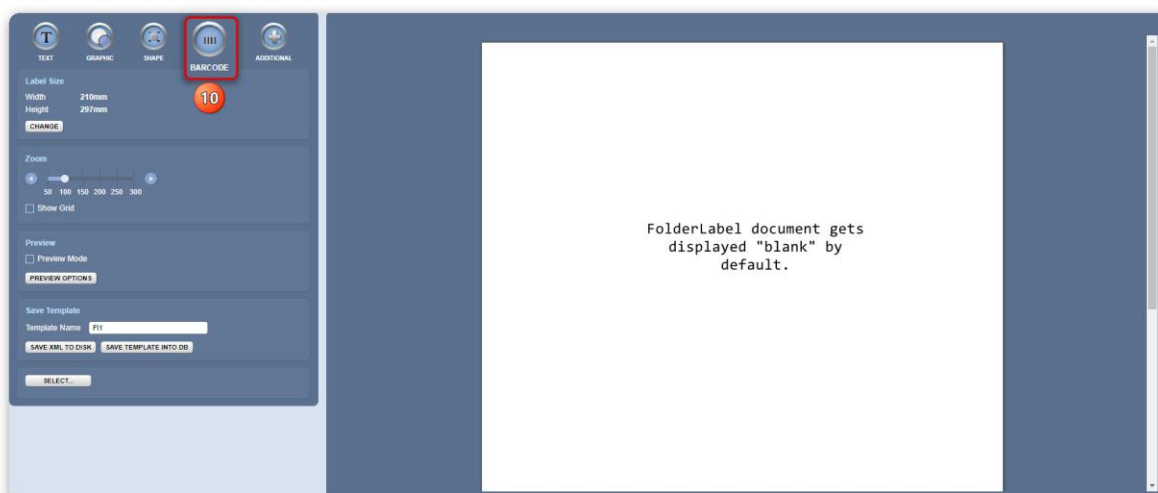 TEXT
GRAPHIC
SHAPE
BARCODE
ADDITIONAL
10
Label Size
Width 210mm
Height 297mm
CHANGE
Zoom
50 100 150 200 250 300
Show Grid
Preview
Preview Mode
PREVIEW OPTIONS
Save Template
Template Name Fl1
SAVE XML TO DISK SAVE TEMPLATE INTO DB
SELECT...
FolderLabel document gets
displayed "blank" by
default.